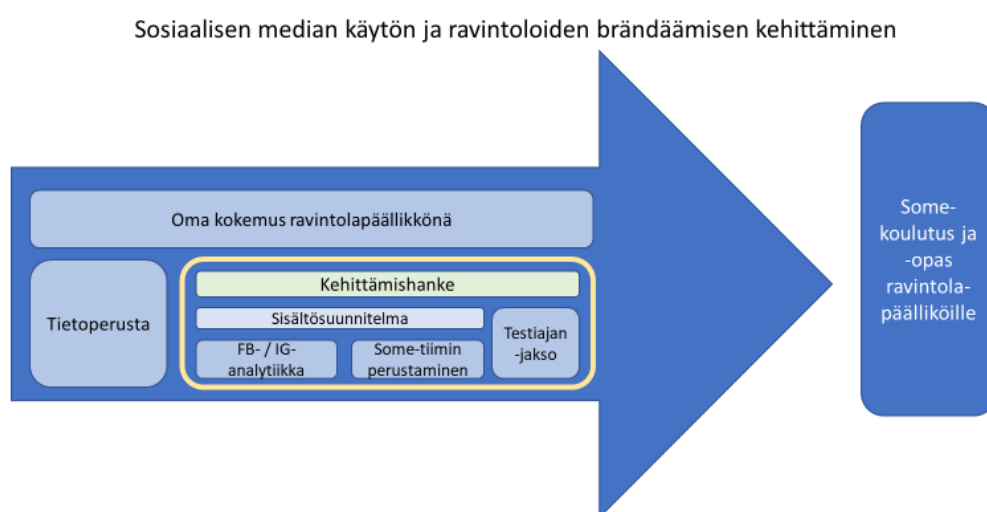 Sosiaalisen median käytön ja ravintoloiden brändäämisen kehittäminen
Oma kokemus ravintolapäällikkönä
Tietoperusta
Kehittämishanke
Sisältösuunnitelma
FB- / IG-
analytiikka
Some-tiimin
perustaminen
Testiajan
-jakso
Some-
koulutus ja
-opas
ravintola-
päälliköille